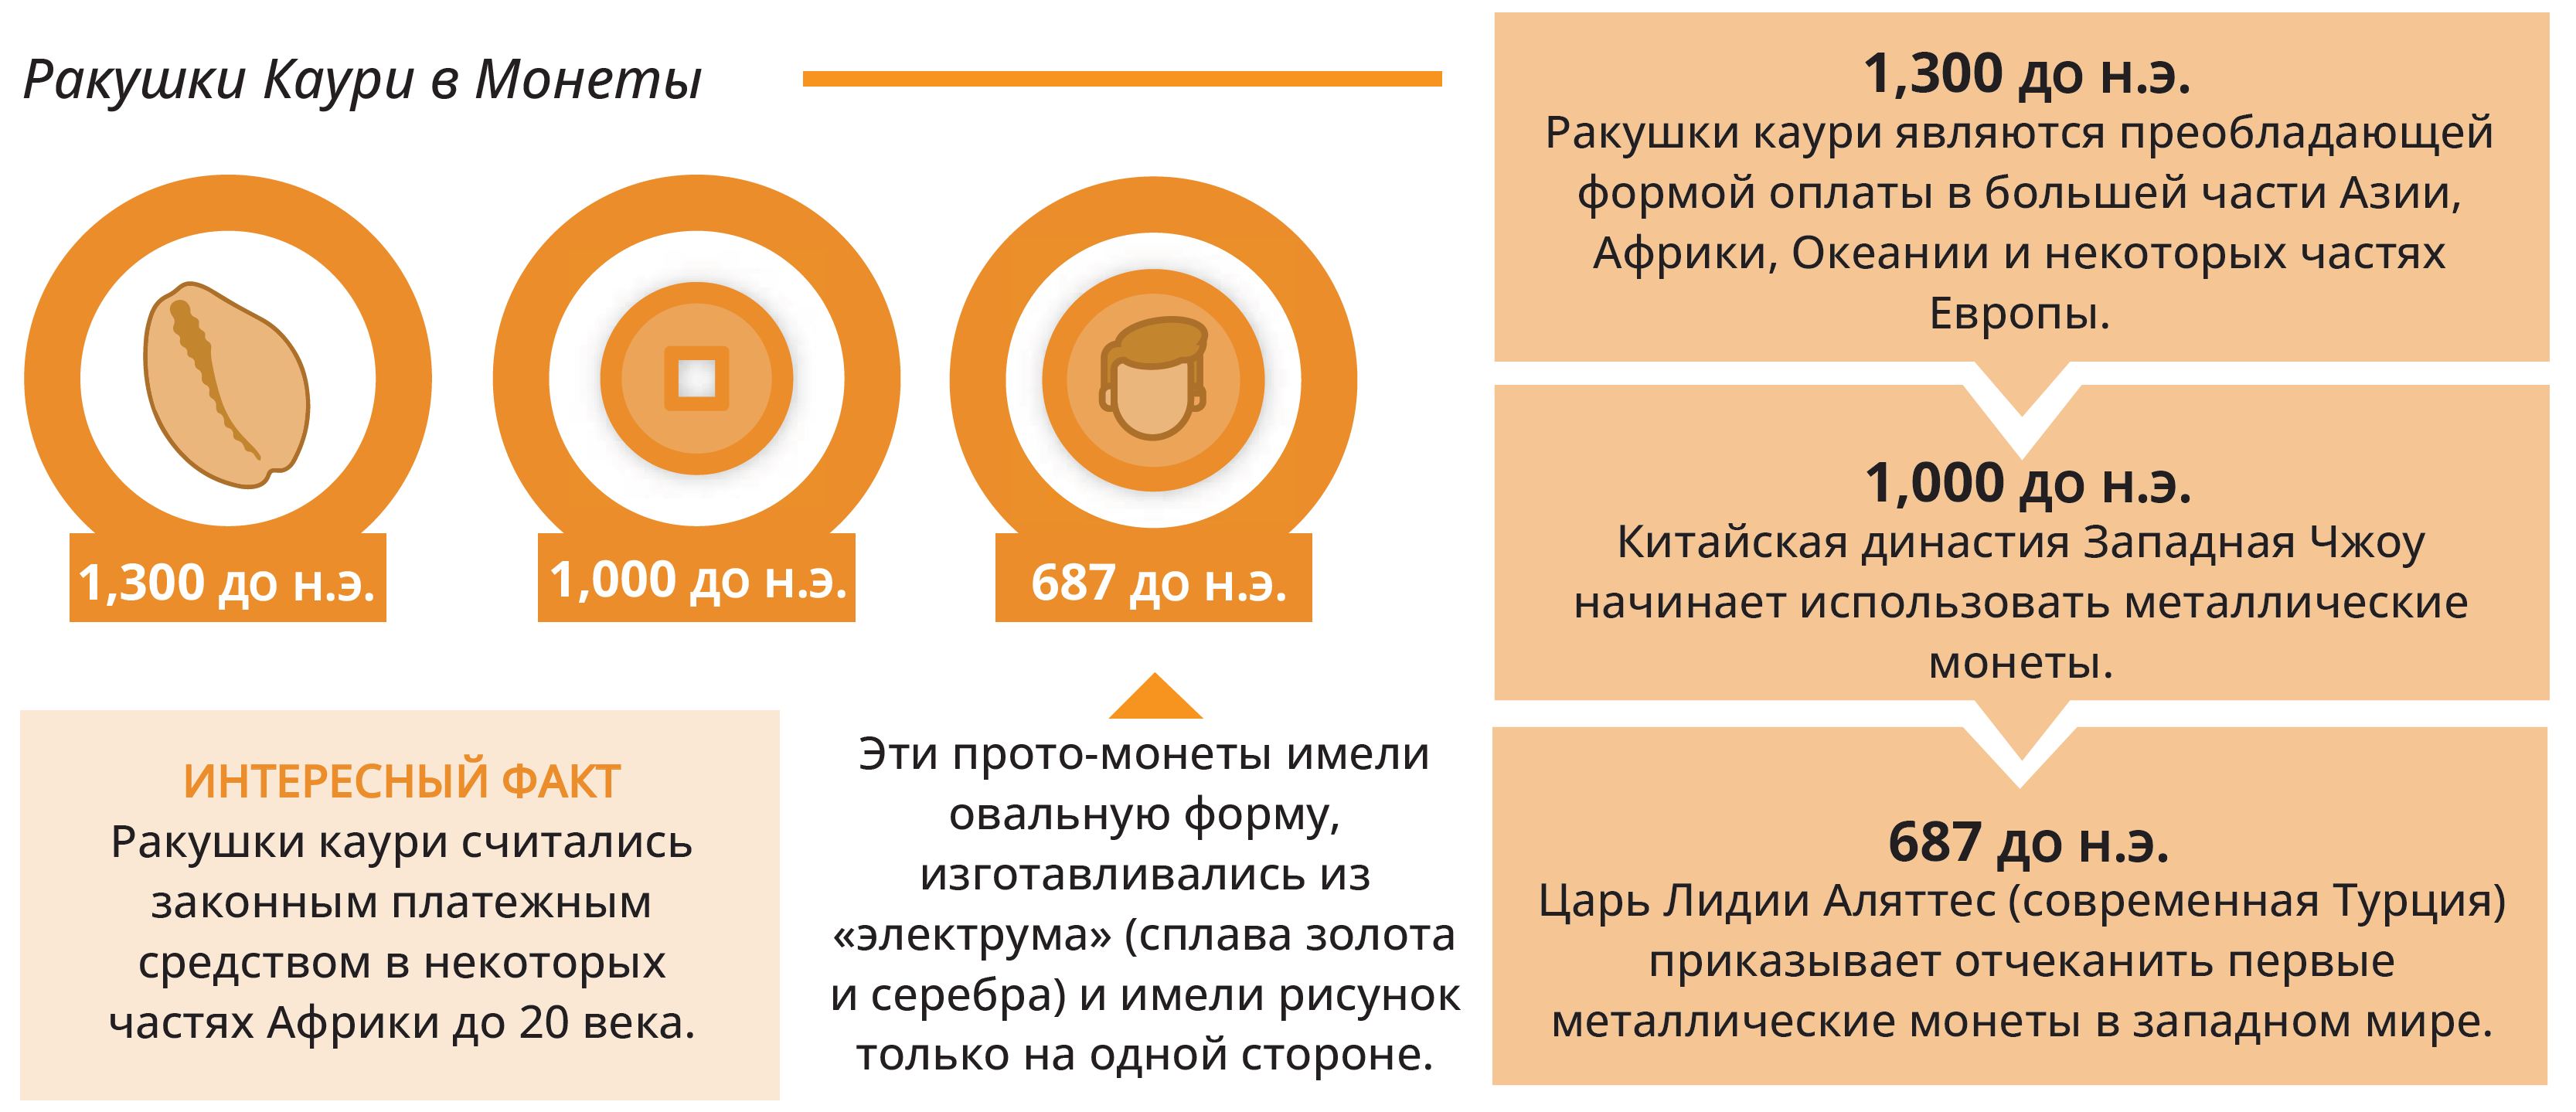 Ракушки Каури в Монеты
1,300 до н.э.
1,000 до н.э.
687 до н.э.
ИНТЕРЕСНЫЙ ФАКТ
Ракушки каури считались
законным платежным
средством в некоторых
частях Африки до 20 века.
Эти прото-монеты имели
овальную форму,
изготавливались из
«электрума» (сплава золота
и серебра) и имели рисунок
только на одной стороне.
1,300 до н.э.
Ракушки каури являются преобладающей
формой оплаты в большей части Азии,
Африки, Океании и некоторых частях
Европы.
1,000 до н.э.
Китайская династия Западная Чжоу
начинает использовать металлические
монеты.
687 до н.э.
Царь Лидии Аляттес (современная Турция)
приказывает отчеканить первые
металлические монеты в западном мире.